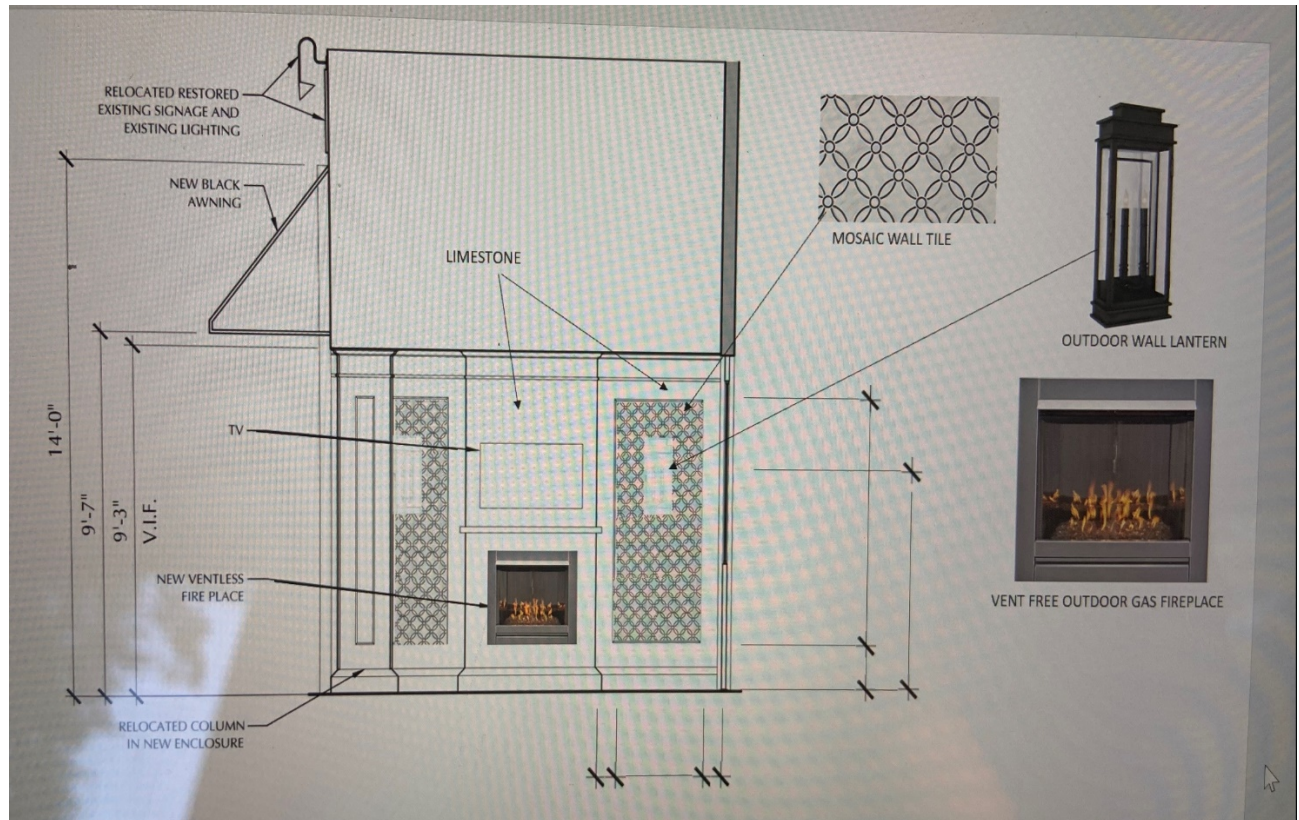 RELOCATED RESTORED
EXISTING SIGNAGE AND
EXISTING LIGHTING
NEW BLACK
AWNING
LIMESTONE
MOSAIC WALL TILE
OUTDOOR WALL LANTERN
14'-0"
9'-7"
9'-3"
V.I.F.
TV
NEW VENTLESS
FIRE PLACE
VENT FREE OUTDOOR GAS FIREPLACE
RELOCATED COLUMN
IN NEW ENCLOSURE